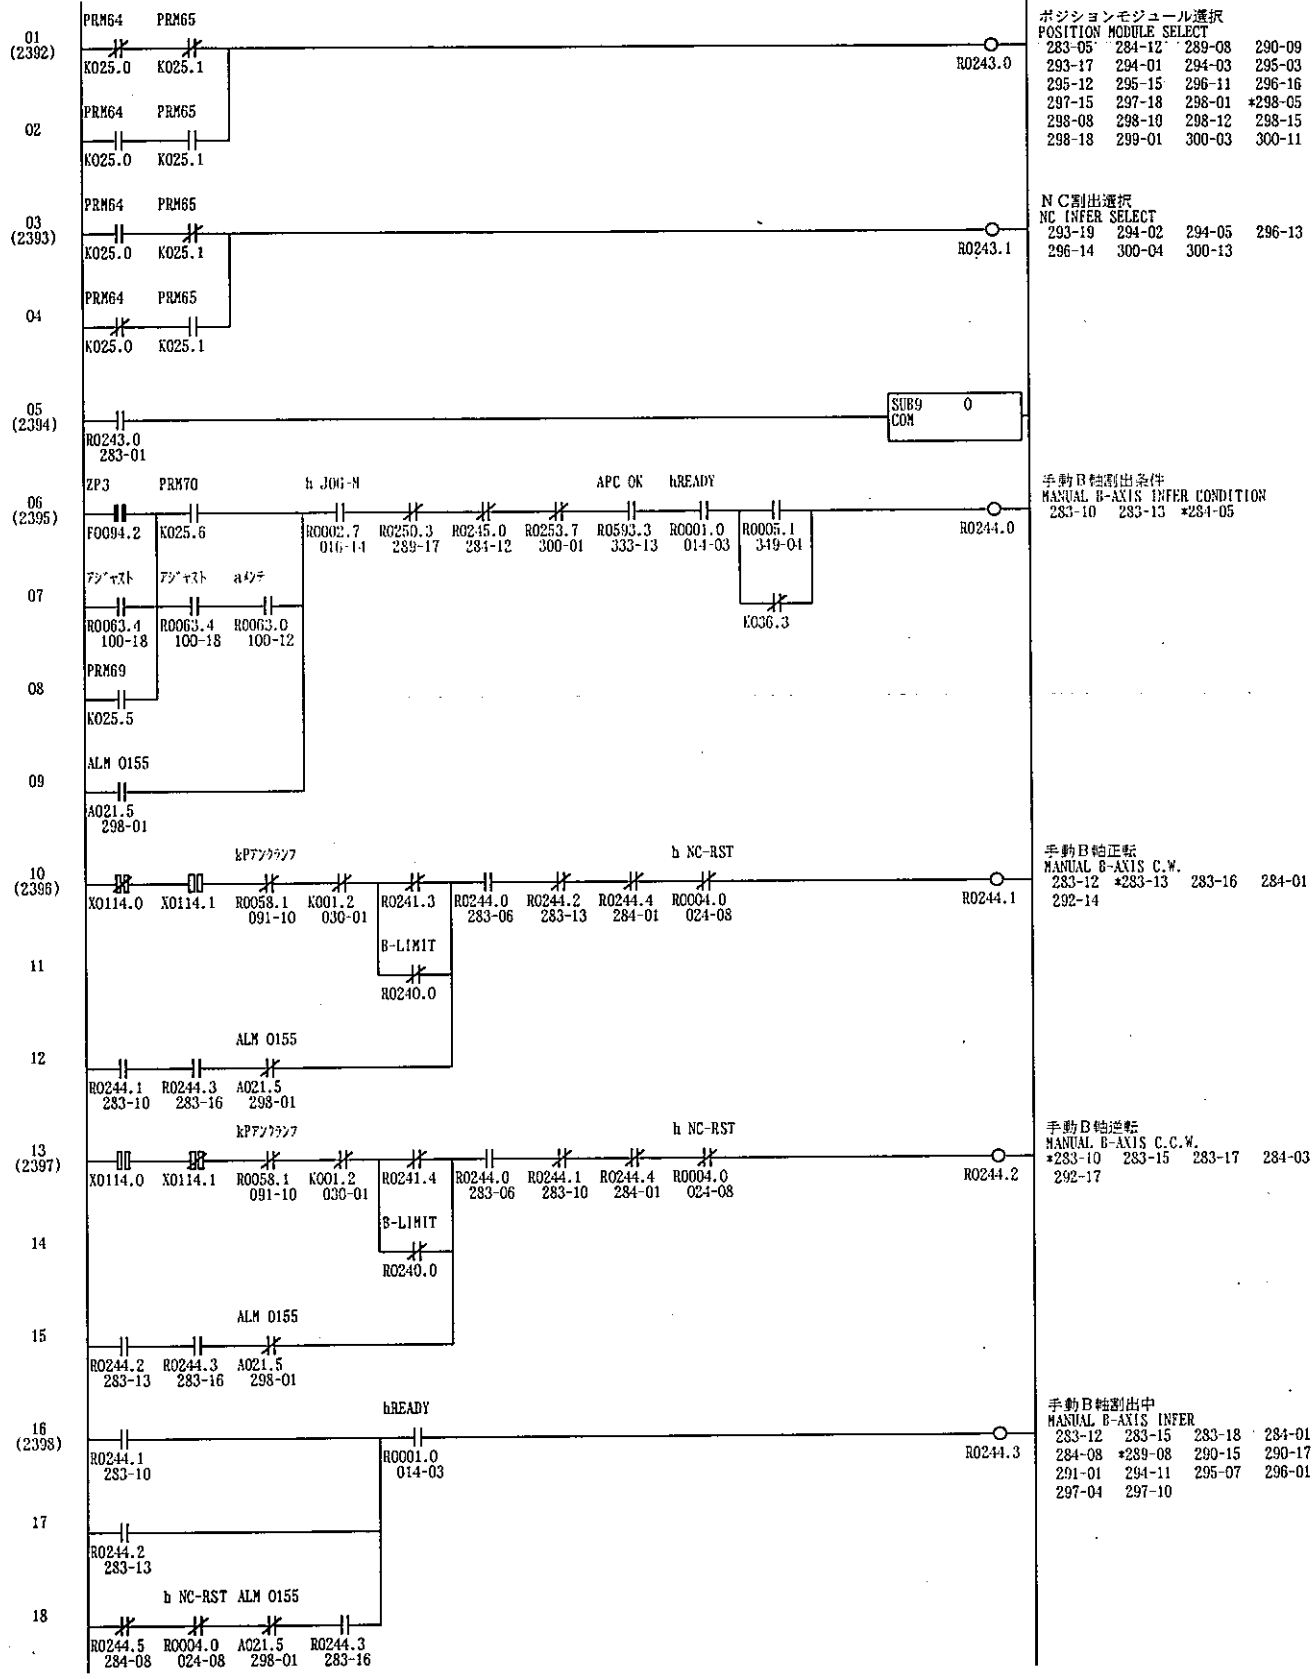 PRM64 PRM65
01
(2392)
K025.0 K025.1
R0243.0
ポジションモジュール選択
POSITION MODULE SELECT
283-05 284-12 289-08 290-09
293-17 294-01 294-03 295-03
295-12 295-15 296-11 296-16
297-15 297-18 298-01 *298-05
298-08 298-10 298-12 298-15
298-18 299-01 300-03 300-11
PRM64 PRM65
02
K025.0 K025.1
PRM64 PRM65
03
(2393)
K025.0 K025.1
R0243.1
NC割出選択
NC INFER SELECT
293-19 294-02 294-05 296-13
296-14 300-04 300-13
PRM64 PRM65
04
K025.0 K025.1
05
(2394)
R0243.0
283-01
SUB9 0
COM
ZP3 PRM70 h JOG-M APC OK hREADY
06
(2395)
F0094.2 K025.6 R0002.7 R0250.3 R0245.0 R0253.7 R0593.3 R0001.0 R0005.1
016-14 289-17 284-12 300-01 333-13 014-03 349-04
R0244.0
手動B軸割出条件
MANUAL B-AXIS INFER CONDITION
283-10 283-13 *284-05
アジャスト アジャスト aメンテ
07
R0063.4 R0063.4 R0063.0
100-18 100-18 100-12
K036.3
PRM69
08
K025.5
ALM 0155
09
A021.5
298-01
kPアンクランプ h NC-RST
10
(2396)
X0114.0 X0114.1 R0058.1 K001.2 R0241.3 R0244.0 R0244.2 R0244.4 R0004.0
091-10 030-01 283-06 283-13 284-01 024-08
R0244.1
手動B軸正転
MANUAL B-AXIS C.W.
283-12 *283-13 283-16 284-01
292-14
B-LIMIT
11
R0240.0
ALM 0155
12
R0244.1 R0244.3 A021.5
283-10 283-16 298-01
kPアンクランプ h NC-RST
13
(2397)
X0114.0 X0114.1 R0058.1 K001.2 R0241.4 R0244.0 R0244.1 R0244.4 R0004.0
091-10 030-01 283-06 283-10 284-01 024-08
R0244.2
手動B軸逆転
MANUAL B-AXIS C.C.W.
*283-10 283-15 283-17 284-03
292-17
B-LIMIT
14
R0240.0
ALM 0155
15
R0244.2 R0244.3 A021.5
283-13 283-16 298-01
hREADY
16
(2398)
R0244.1 R0001.0
283-10 014-03
R0244.3
手動B軸割出中
MANUAL B-AXIS INFER
283-12 283-15 283-18 284-01
284-08 *289-08 290-15 290-17
291-01 294-11 295-07 296-01
297-04 297-10
17
R0244.2
283-13
h NC-RST ALM 0155
18
R0244.5 R0004.0 A021.5 R0244.3
284-08 024-08 298-01 283-16